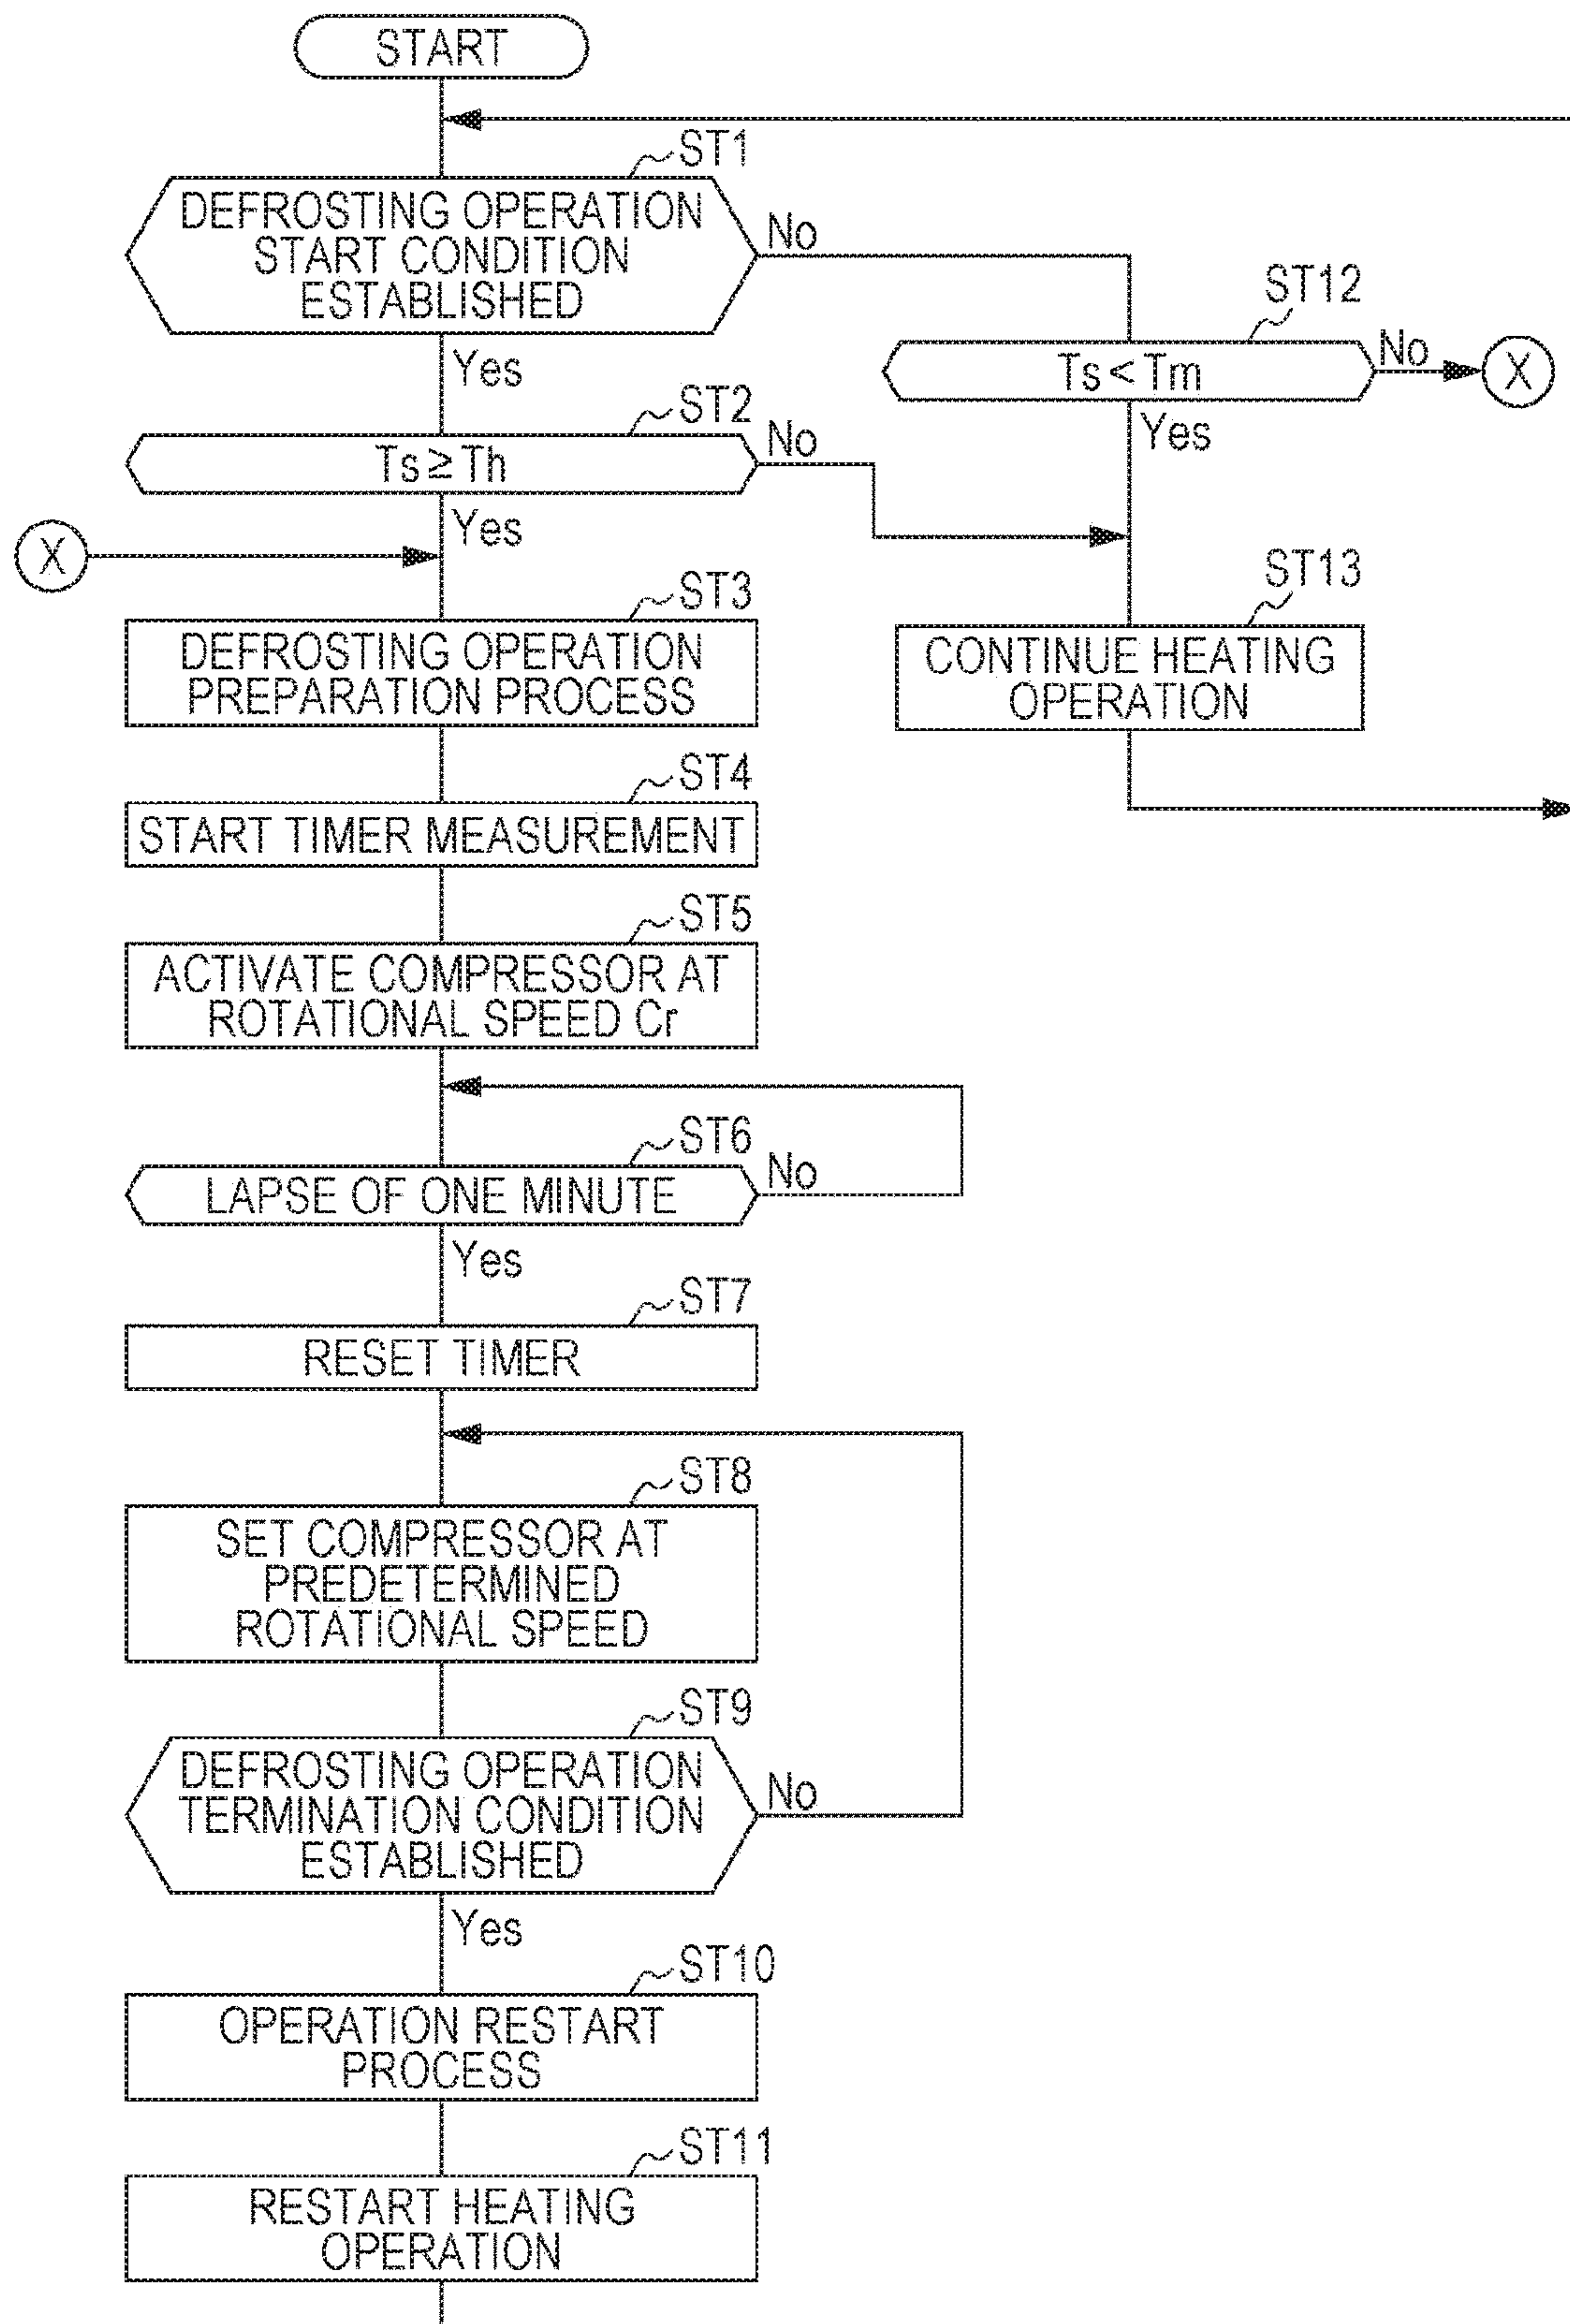 START
ST1
DEFROSTING OPERATION
START CONDITION
ESTABLISHED
No
Yes
ST12
Ts < Tm
No
X
Yes
ST2
Ts ≥ Th
No
Yes
X
ST3
DEFROSTING OPERATION
PREPARATION PROCESS
ST13
CONTINUE HEATING
OPERATION
ST4
START TIMER MEASUREMENT
ST5
ACTIVATE COMPRESSOR AT
ROTATIONAL SPEED Cr
ST6
LAPSE OF ONE MINUTE
No
Yes
ST7
RESET TIMER
ST8
SET COMPRESSOR AT
PREDETERMINED
ROTATIONAL SPEED
ST9
DEFROSTING OPERATION
TERMINATION CONDITION
ESTABLISHED
No
Yes
ST10
OPERATION RESTART
PROCESS
ST11
RESTART HEATING
OPERATION